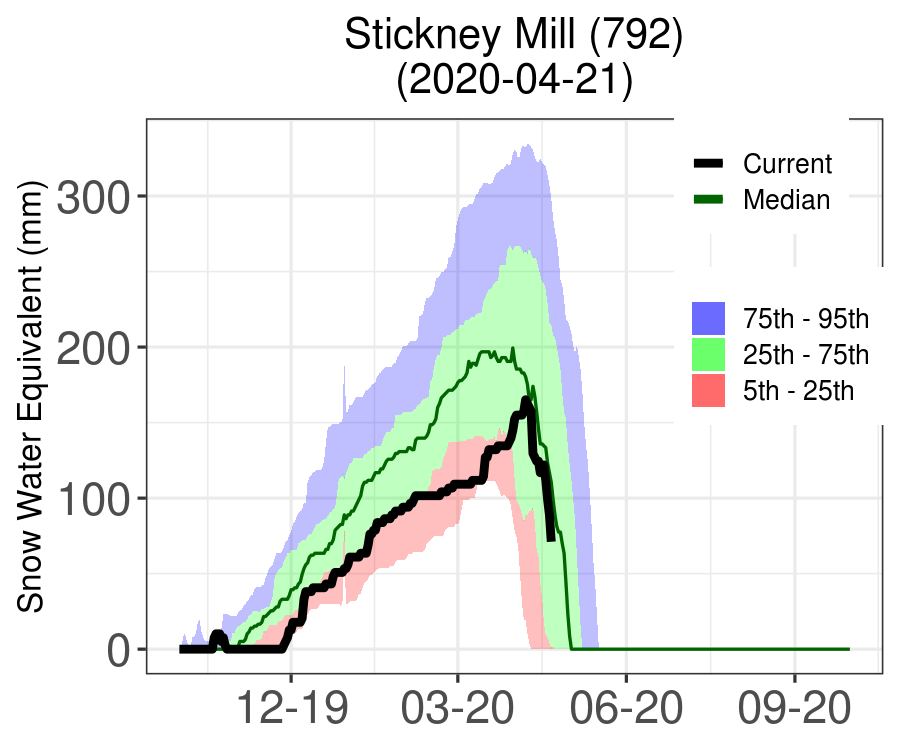 Stickney Mill (792)
(2020-04-21)
Snow Water Equivalent (mm)
300
200
100
0
12-19
03-20
06-20
09-20
Current
Median
75th - 95th
25th - 75th
5th - 25th